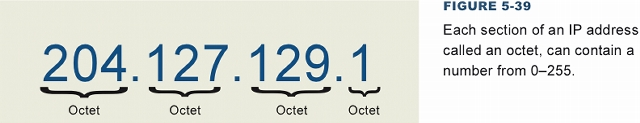 204.127.129.1
Octet Octet Octet Octet
FIGURE 5-39
Each section of an IP address
called an octet, can contain a
number from 0–255.